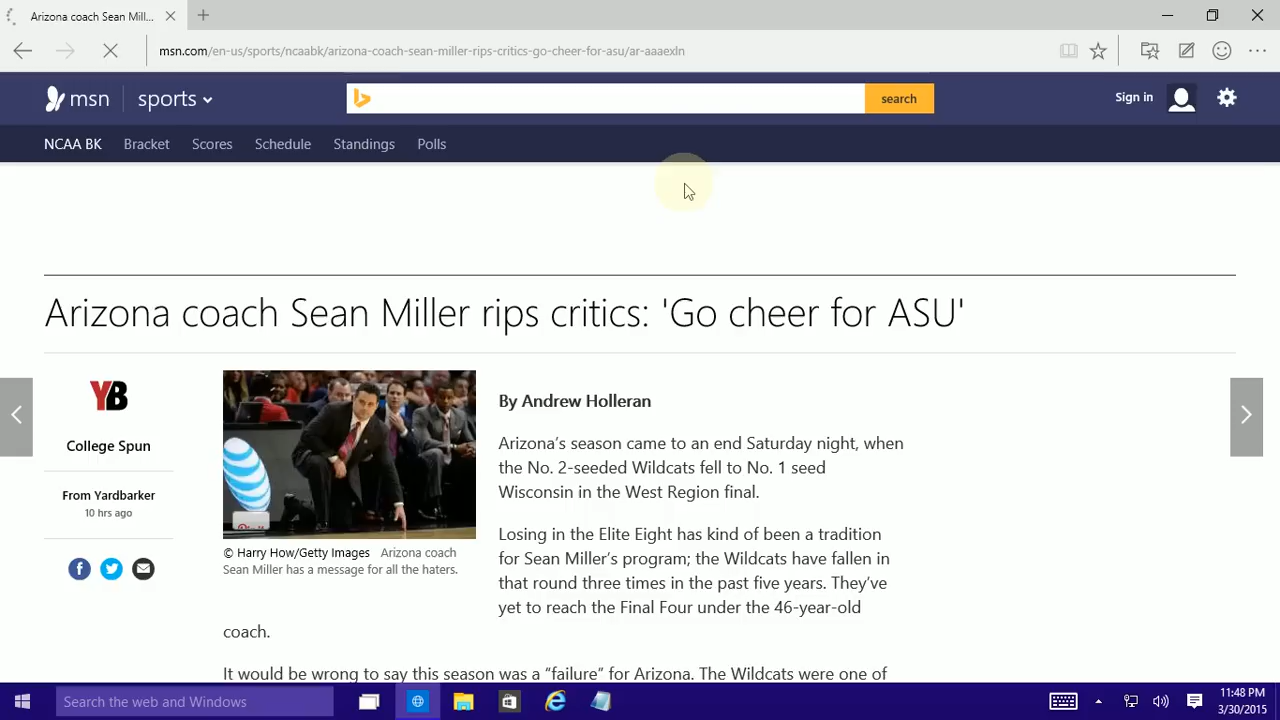 Arizona coach Sean Mill...
msn.com/en-us/sports/ncaabk/arizona-coach-sean-miller-rips-critics-go-cheer-for-asu/ar-aaaexln
msn sports search Sign in
NCAA BK Bracket Scores Schedule Standings Polls
Arizona coach Sean Miller rips critics: 'Go cheer for ASU'
YB
College Spun
From Yardbarker
10 hrs ago
© Harry How/Getty Images Arizona coach
Sean Miller has a message for all the haters.
By Andrew Holleran
Arizona’s season came to an end Saturday night, when
the No. 2-seeded Wildcats fell to No. 1 seed
Wisconsin in the West Region final.
Losing in the Elite Eight has kind of been a tradition
for Sean Miller’s program; the Wildcats have fallen in
that round three times in the past five years. They’ve
yet to reach the Final Four under the 46-year-old
coach.
It would be wrong to say this season was a “failure” for Arizona. The Wildcats were one of
Search the web and Windows
11:48 PM
3/30/2015